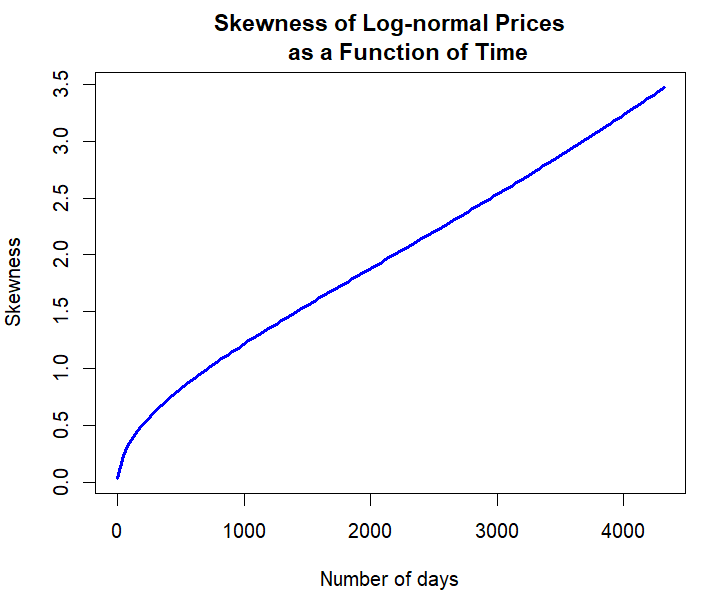 Skewness of Log-normal Prices
as a Function of Time
3.5
3.0
2.5
2.0
1.5
1.0
0.5
0.0
Skewness
0 1000 2000 3000 4000
Number of days